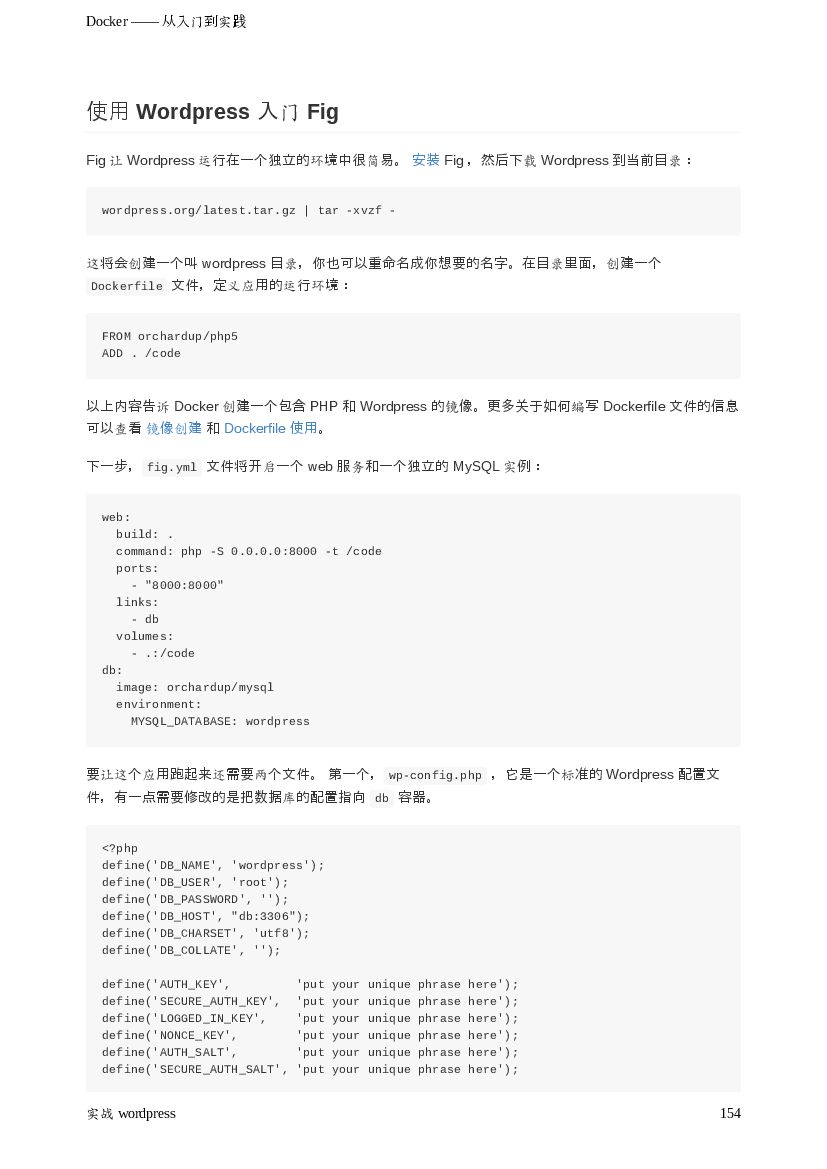 Docker —— 从入门到实践
使用 Wordpress 入门 Fig
Fig 让 Wordpress 运行在一个独立的环境中很简易。 安装 Fig ，然后下载 Wordpress 到当前目录：
wordpress.org/latest.tar.gz | tar -xvzf -
这将会创建一个叫 wordpress 目录，你也可以重命名成你想要的名字。在目录里面，创建一个
Dockerfile 文件，定义应用的运行环境：
FROM orchardup/php5
ADD . /code
以上内容告诉 Docker 创建一个包含 PHP 和 Wordpress 的镜像。更多关于如何编写 Dockerfile 文件的信息
可以查看 镜像创建 和 Dockerfile 使用。
下一步， fig.yml 文件将开启一个 web 服务和一个独立的 MySQL 实例：
web:
  build: .
  command: php -S 0.0.0.0:8000 -t /code
  ports:
    - "8000:8000"
  links:
    - db
  volumes:
    - .:/code
db:
  image: orchardup/mysql
  environment:
    MYSQL_DATABASE: wordpress
要让这个应用跑起来还需要两个文件。 第一个， wp-config.php ，它是一个标准的 Wordpress 配置文
件，有一点需要修改的是把数据库的配置指向 db 容器。
<?php
define('DB_NAME', 'wordpress');
define('DB_USER', 'root');
define('DB_PASSWORD', '');
define('DB_HOST', "db:3306");
define('DB_CHARSET', 'utf8');
define('DB_COLLATE', '');
define('AUTH_KEY',         'put your unique phrase here');
define('SECURE_AUTH_KEY',  'put your unique phrase here');
define('LOGGED_IN_KEY',    'put your unique phrase here');
define('NONCE_KEY',        'put your unique phrase here');
define('AUTH_SALT',        'put your unique phrase here');
define('SECURE_AUTH_SALT', 'put your unique phrase here');
实战 wordpress 154